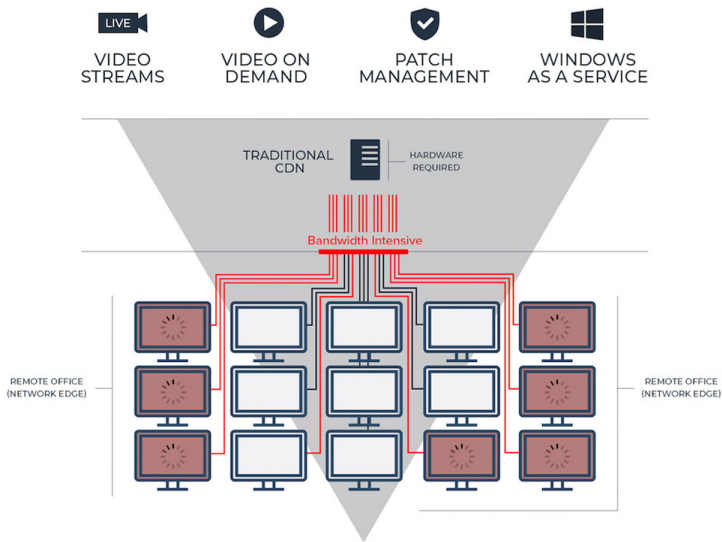 LIVE
VIDEO
STREAMS
VIDEO ON
DEMAND
PATCH
MANAGEMENT
WINDOWS
AS A SERVICE
TRADITIONAL
CDN
HARDWARE
REQUIRED
Bandwidth Intensive
REMOTE OFFICE
(NETWORK EDGE)
REMOTE OFFICE
(NETWORK EDGE)